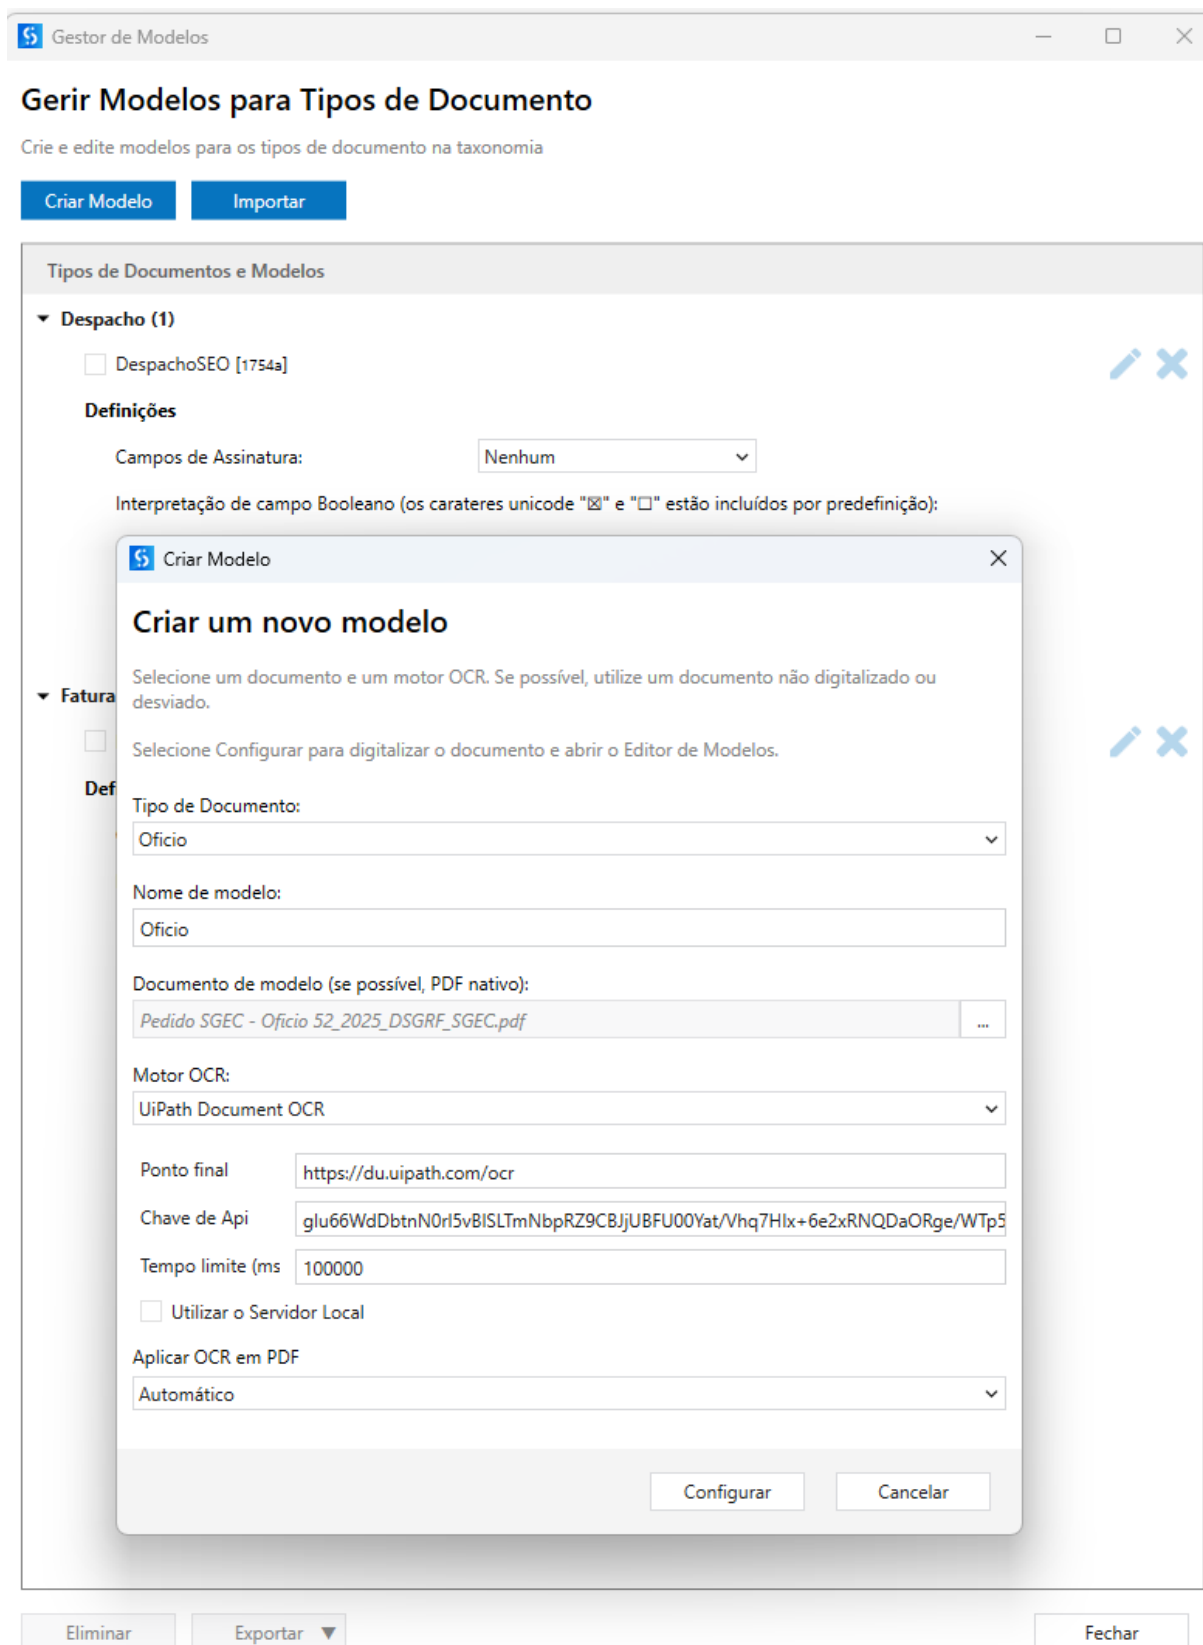 Gestor de Modelos
Gerir Modelos para Tipos de Documento
Crie e edite modelos para os tipos de documento na taxonomia
Criar Modelo
Importar
Tipos de Documentos e Modelos
Despacho (1)
DespachoSEO [1754a]
Definições
Campos de Assinatura:
Nenhum
Interpretação de campo Booleano (os carateres unicode "☒" e "☐" estão incluídos por predefinição):
Criar Modelo
Criar um novo modelo
Selecione um documento e um motor OCR. Se possível, utilize um documento não digitalizado ou
desviado.
Fatura
Selecione Configurar para digitalizar o documento e abrir o Editor de Modelos.
Def
Tipo de Documento:
Oficio
Nome de modelo:
Oficio
Documento de modelo (se possível, PDF nativo):
Pedido SGEC - Oficio 52_2025_DSGRF_SGEC.pdf
...
Motor OCR:
UiPath Document OCR
Ponto final
https://du.uipath.com/ocr
Chave de Api
glu66WdDbtnN0rI5vBISLTmNbpRZ9CBJjUBFU00Yat/Vhq7HIx+6e2xRNQDaORge/WTp5
Tempo limite (ms
100000
Utilizar o Servidor Local
Aplicar OCR em PDF
Automático
Configurar
Cancelar
Eliminar
Exportar
Fechar